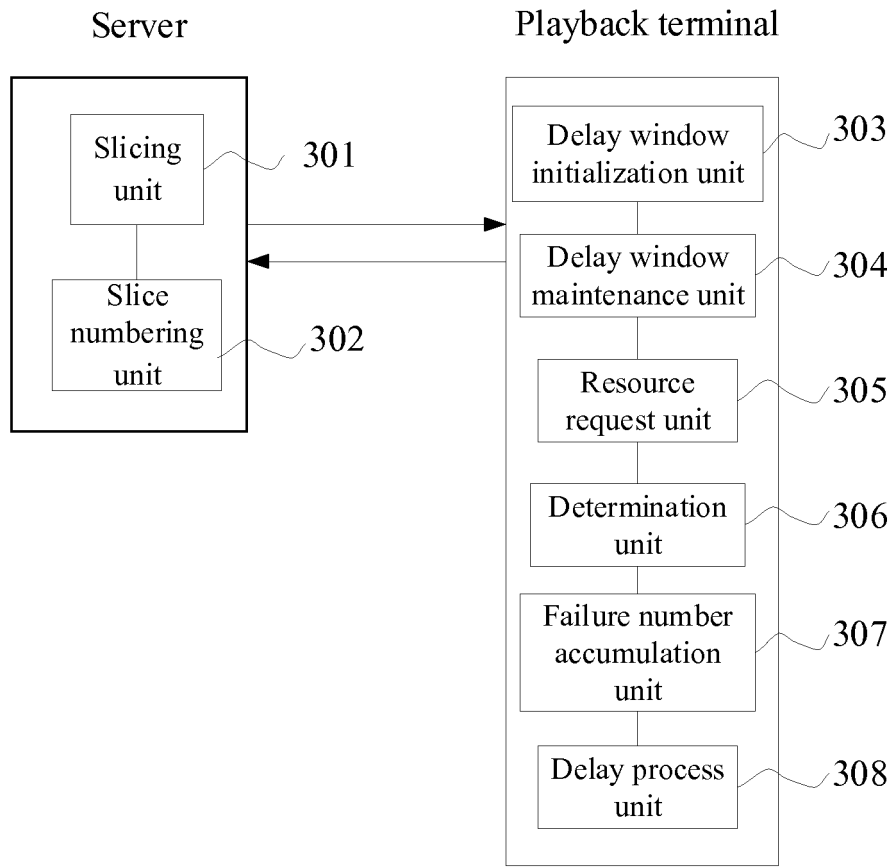 Server
Slicing
unit
301
Slice
numbering
unit
302
Playback terminal
Delay window
initialization unit
303
Delay window
maintenance unit
304
Resource
request unit
305
Determination
unit
306
Failure number
accumulation
unit
307
Delay process
unit
308